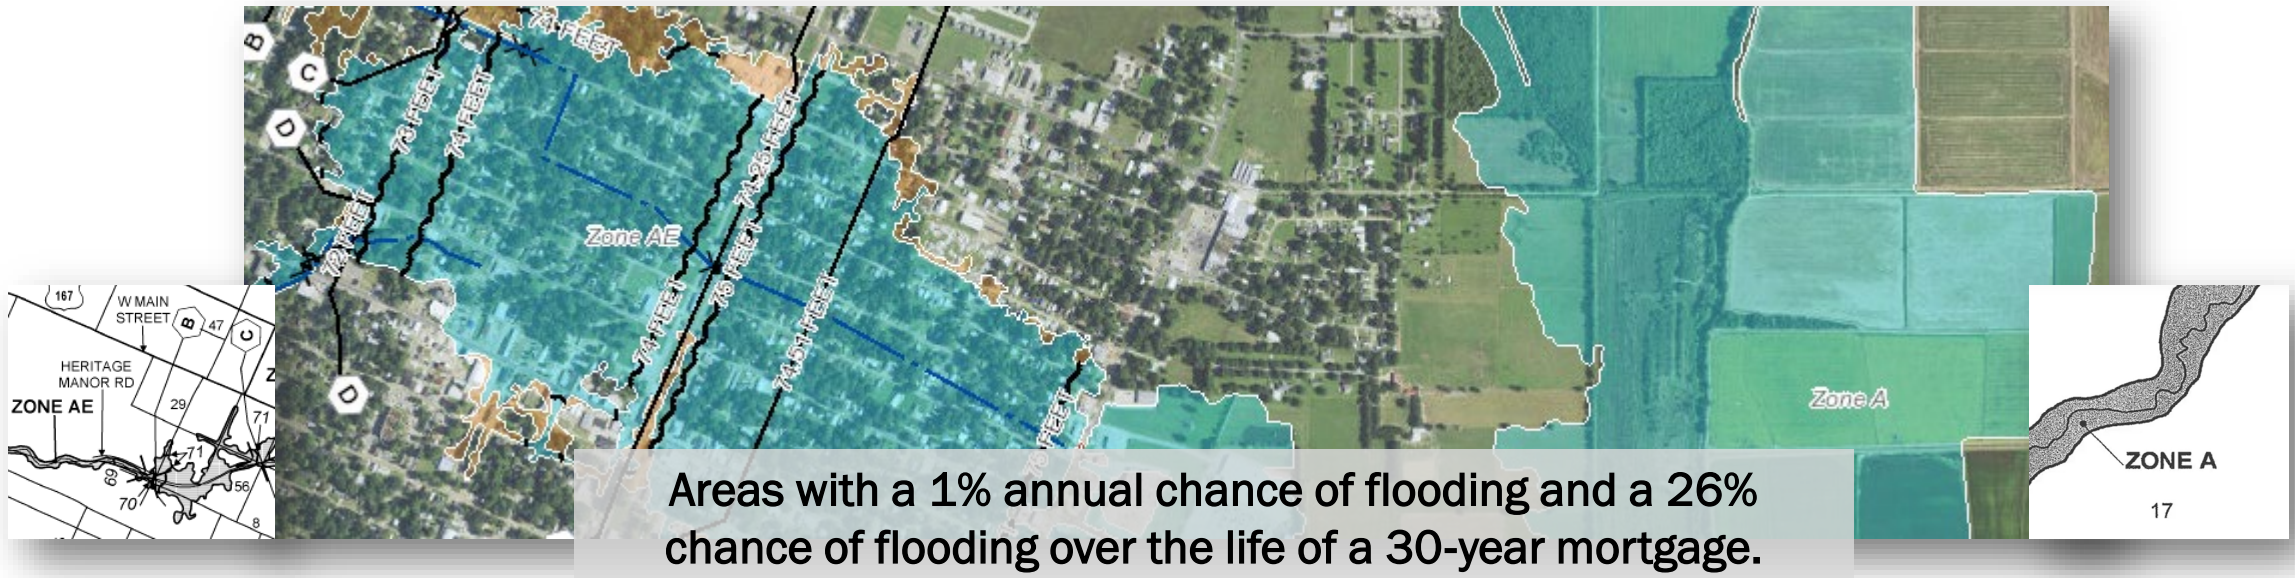 B
C
D
74 FEET
73 FEET
74 FEET
72 FEET
Zone AE
74.25 FEET
75 FEET
74 FEET
74.51 FEET
D
FEET
Zone A
167
W MAIN
STREET
B
47
C
HERITAGE
MANOR RD
Z
ZONE AE
29
71
71
69
70
56
8
ZONE A
17
Areas with a 1% annual chance of flooding and a 26%
chance of flooding over the life of a 30-year mortgage.